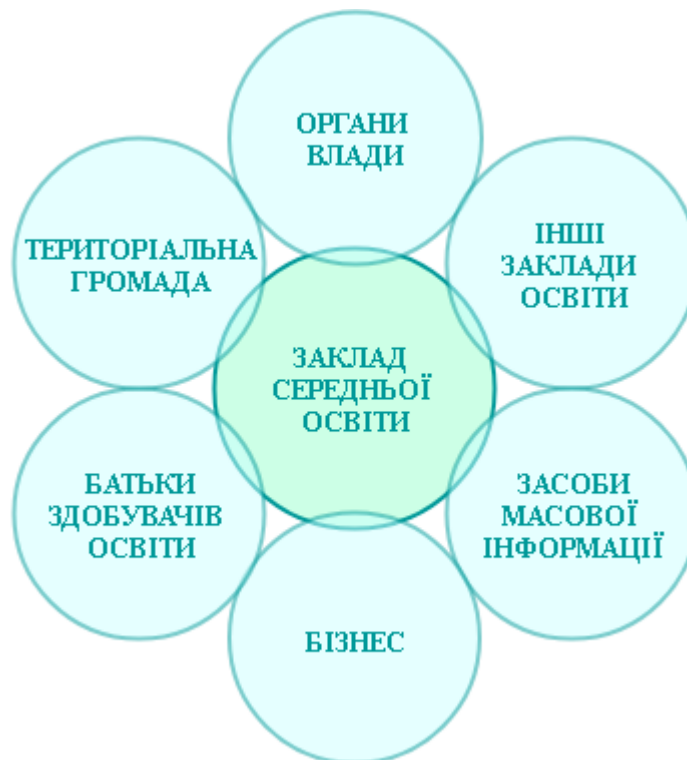 ОРГАНИ
ВЛАДИ
ІНШІ
ЗАКЛАДИ
ОСВІТИ
ТЕРИТОРІАЛЬНА
ГРОМАДА
ЗАКЛАД
СЕРЕДНЬОЇ
ОСВІТИ
БАТЬКИ
ЗДОБУВАЧІВ
ОСВІТИ
ЗАСОБИ
МАСОВОЇ
ІНФОРМАЦІЇ
БІЗНЕС